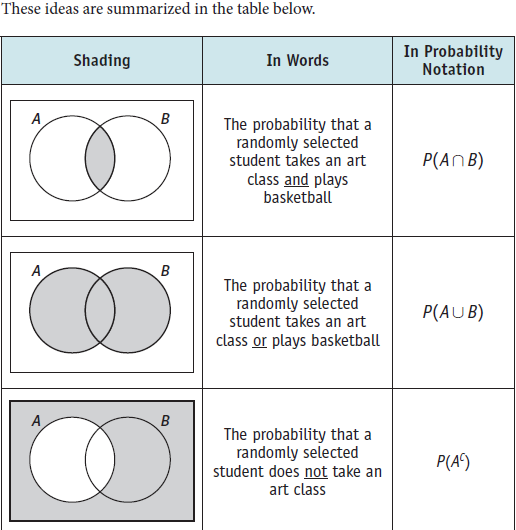 These ideas are summarized in the table below.
Shading
In Words
In Probability
Notation
A
B
The probability that a
randomly selected
student takes an art
class and plays
basketball
P(A∩B)
A
B
The probability that a
randomly selected
student takes an art
class or plays basketball
P(A∪B)
A
B
The probability that a
randomly selected
student does not take an
art class
P(Aᶜ)